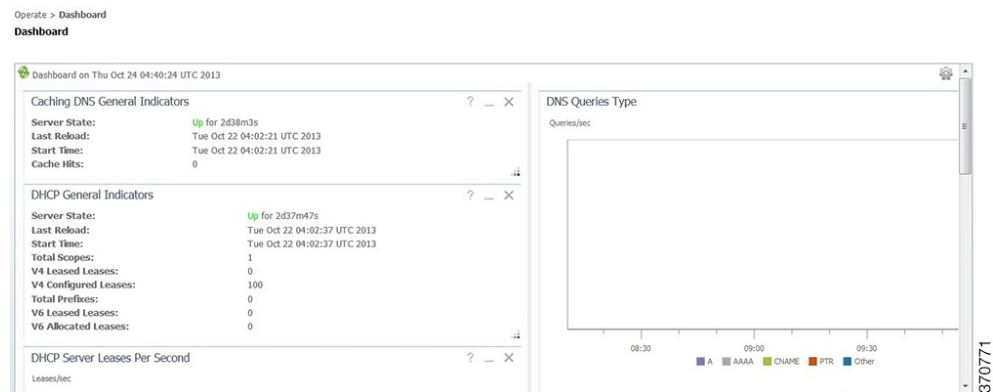 Operate > Dashboard
Dashboard
Dashboard on Thu Oct 24 04:40:24 UTC 2013
Caching DNS General Indicators
Server State: Up for 2d38m3s
Last Reload: Tue Oct 22 04:02:21 UTC 2013
Start Time: Tue Oct 22 04:02:21 UTC 2013
Cache Hits: 0
DHCP General Indicators
Server State: Up for 2d37m47s
Last Reload: Tue Oct 22 04:02:37 UTC 2013
Start Time: Tue Oct 22 04:02:37 UTC 2013
Total Scopes: 1
V4 Leased Leases: 0
V4 Configured Leases: 100
Total Prefixes: 0
V6 Leased Leases: 0
V6 Allocated Leases: 0
DHCP Server Leases Per Second
Leases/sec
DNS Queries Type
Queries/sec
08:30 09:00 09:30
A AAAA CNAME PTR Other
370771